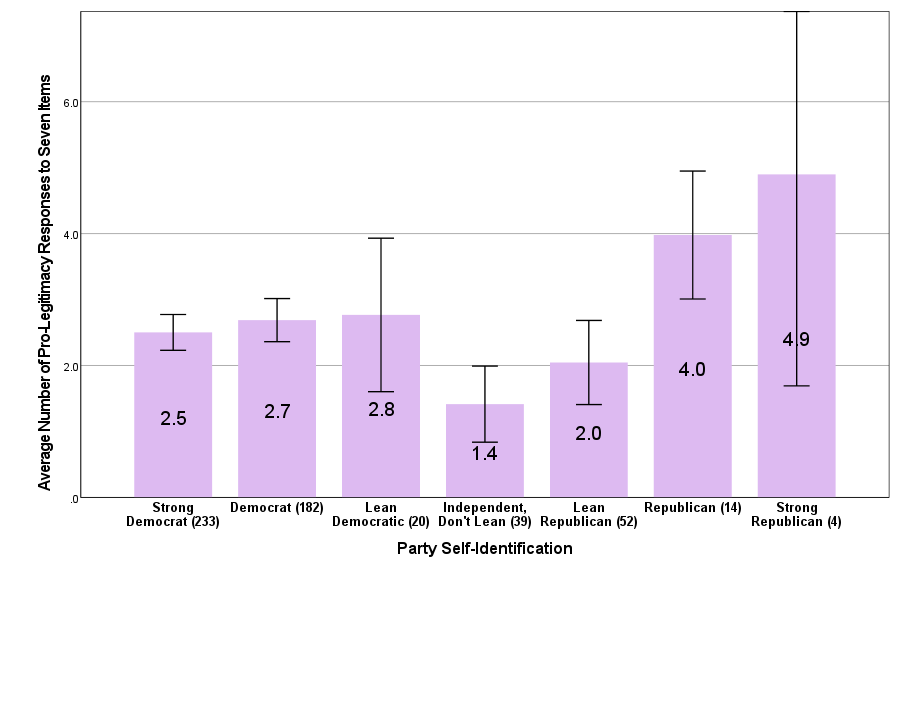 Average Number of Pro-Legitimacy Responses to Seven Items
6.0
4.0
2.0
.0
2.5
2.7
2.8
1.4
2.0
4.0
4.9
Strong
Democrat (233)
Democrat (182)
Lean
Democratic (20)
Independent,
Don't Lean (39)
Lean
Republican (52)
Republican (14)
Strong
Republican (4)
Party Self-Identification